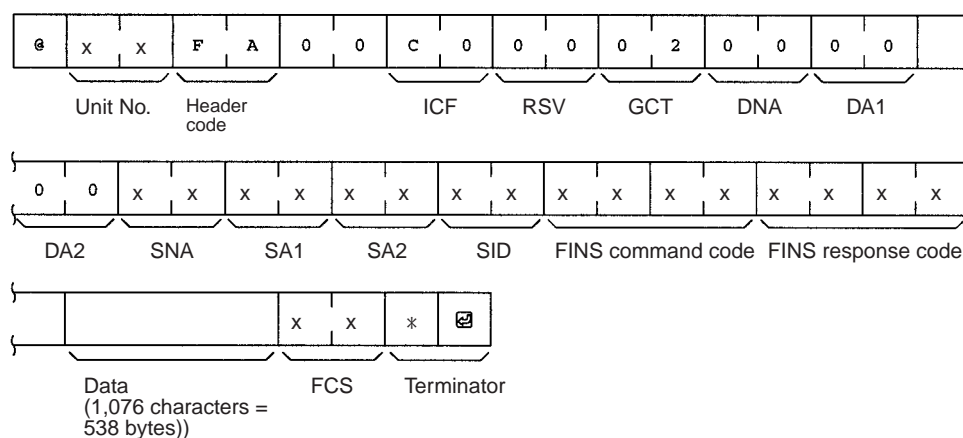 @ x x F A 0 0 C 0 0 0 0 2 0 0 0 0
Unit No. Header code ICF RSV GCT DNA DA1
0 0 x x x x x x x x x x x x x x x x
DA2 SNA SA1 SA2 SID FINS command code FINS response code
x x * ↵
Data FCS Terminator
(1,076 characters =
538 bytes))